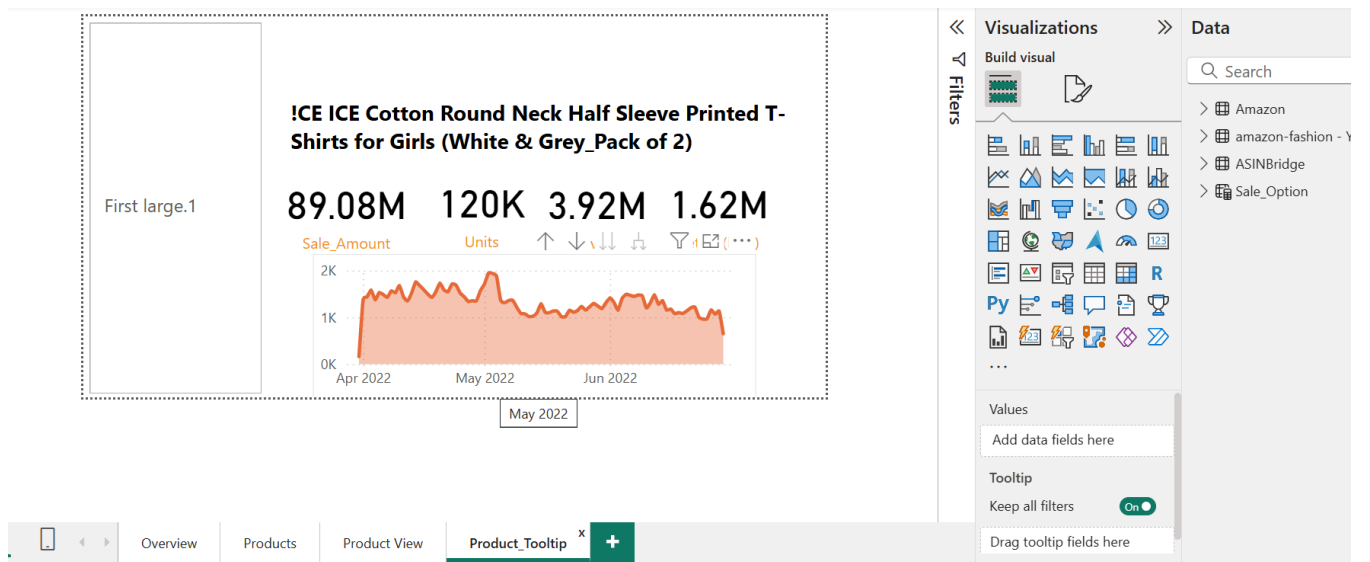 !CE ICE Cotton Round Neck Half Sleeve Printed T-
Shirts for Girls (White & Grey_Pack of 2)
First large.1
89.08M 120K 3.92M 1.62M
Sale_Amount Units
2K
1K
0K
Apr 2022 May 2022 Jun 2022
May 2022
Overview Products Product View Product_Tooltip x +
Filters
Visualizations
Build visual
123
R
Py
123
...
Values
Add data fields here
Tooltip
Keep all filters On
Drag tooltip fields here
Data
Search
Amazon
amazon-fashion - Y
ASINBridge
Sale_Option